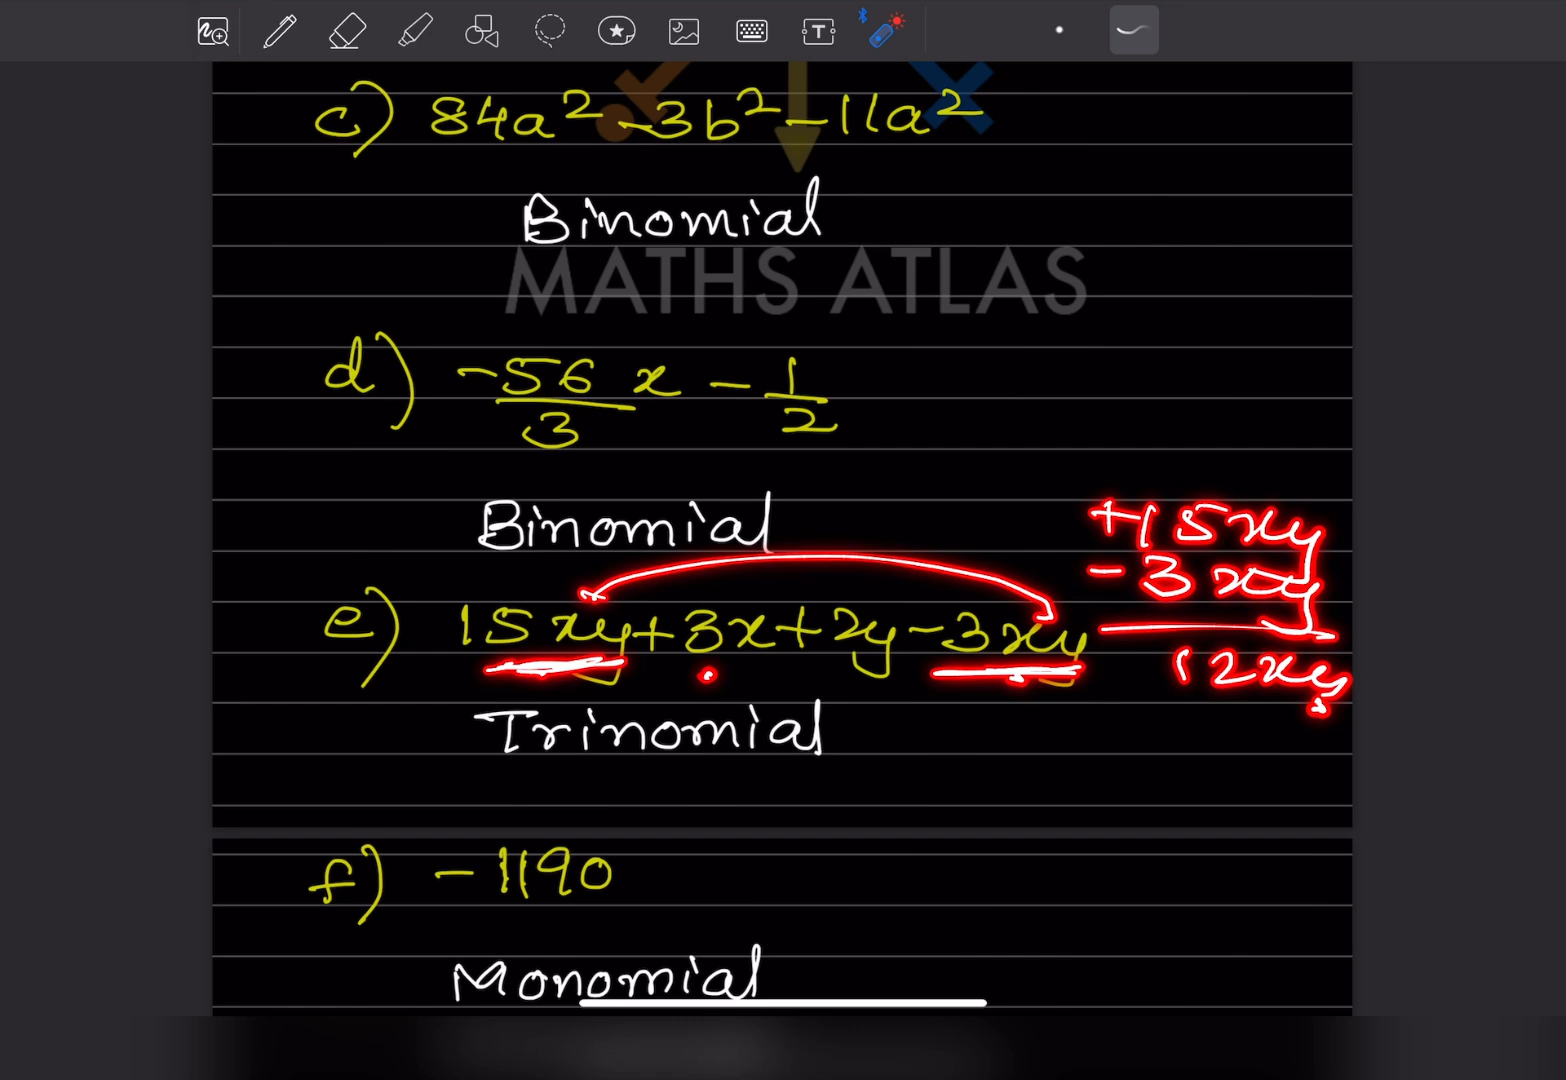 c) 84a² - 3b² - 11a²
Binomial
MATHS ATLAS
d) -56/3 x - 1/2
Binomial
+15xy
- 3xy
12xy
e) 15xy + 3x + 2y - 3xy
Trinomial
f) - 1190
Monomial